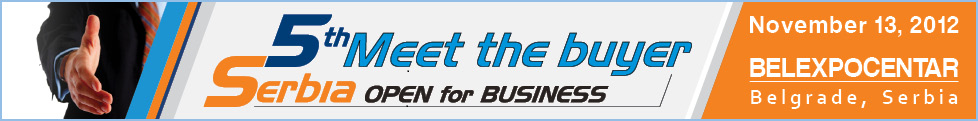 5th Meet the buyer
Serbia OPEN for BUSINESS
November 13, 2012
BELEXPOCENTAR
Belgrade, Serbia